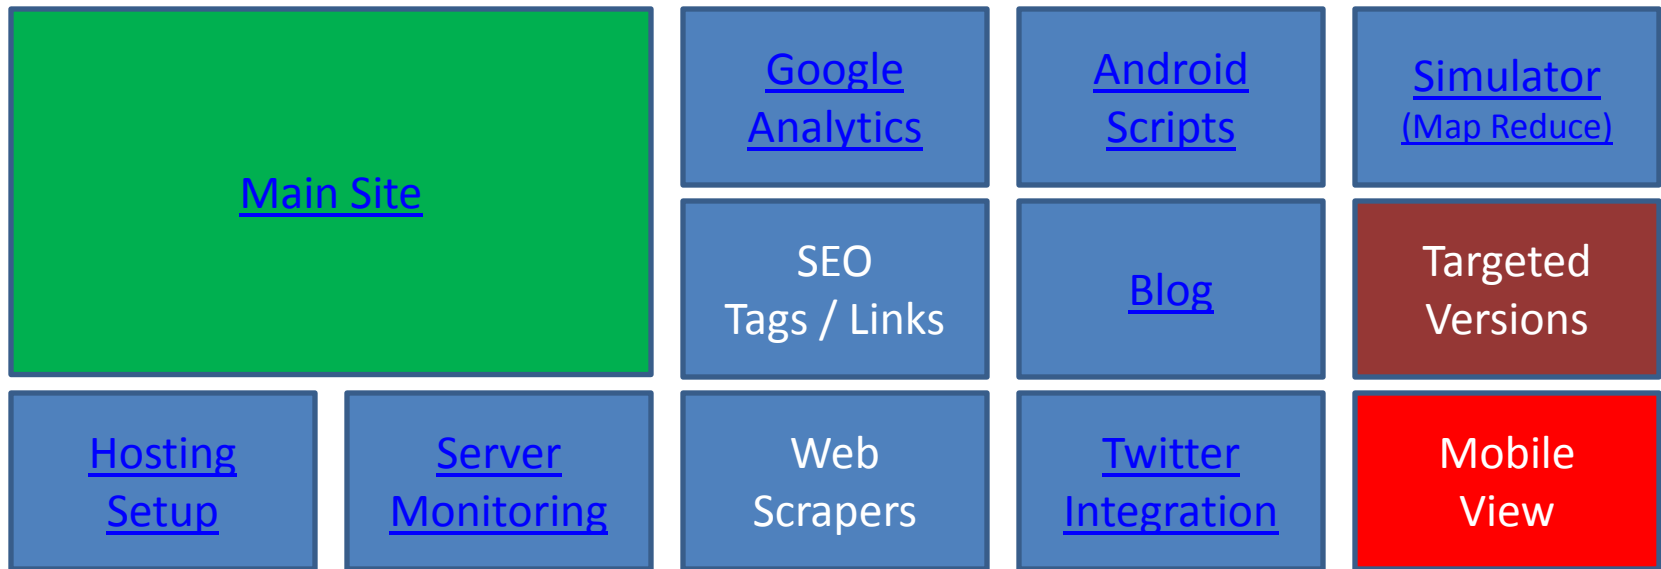 Main Site
Google
Analytics
Android
Scripts
Simulator
(Map Reduce)
SEO
Tags / Links
Blog
Targeted
Versions
Hosting
Setup
Server
Monitoring
Web
Scrapers
Twitter
Integration
Mobile
View